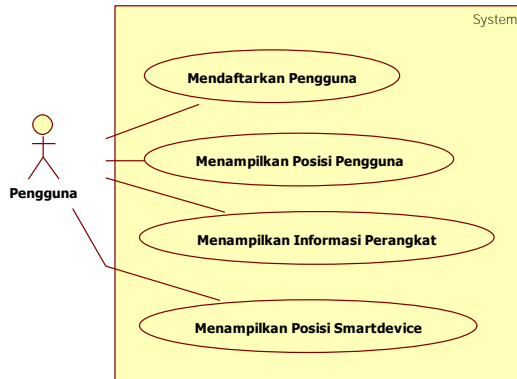 System
Mendaftarkan Pengguna
Menampilkan Posisi Pengguna
Pengguna
Menampilkan Informasi Perangkat
Menampilkan Posisi Smartdevice